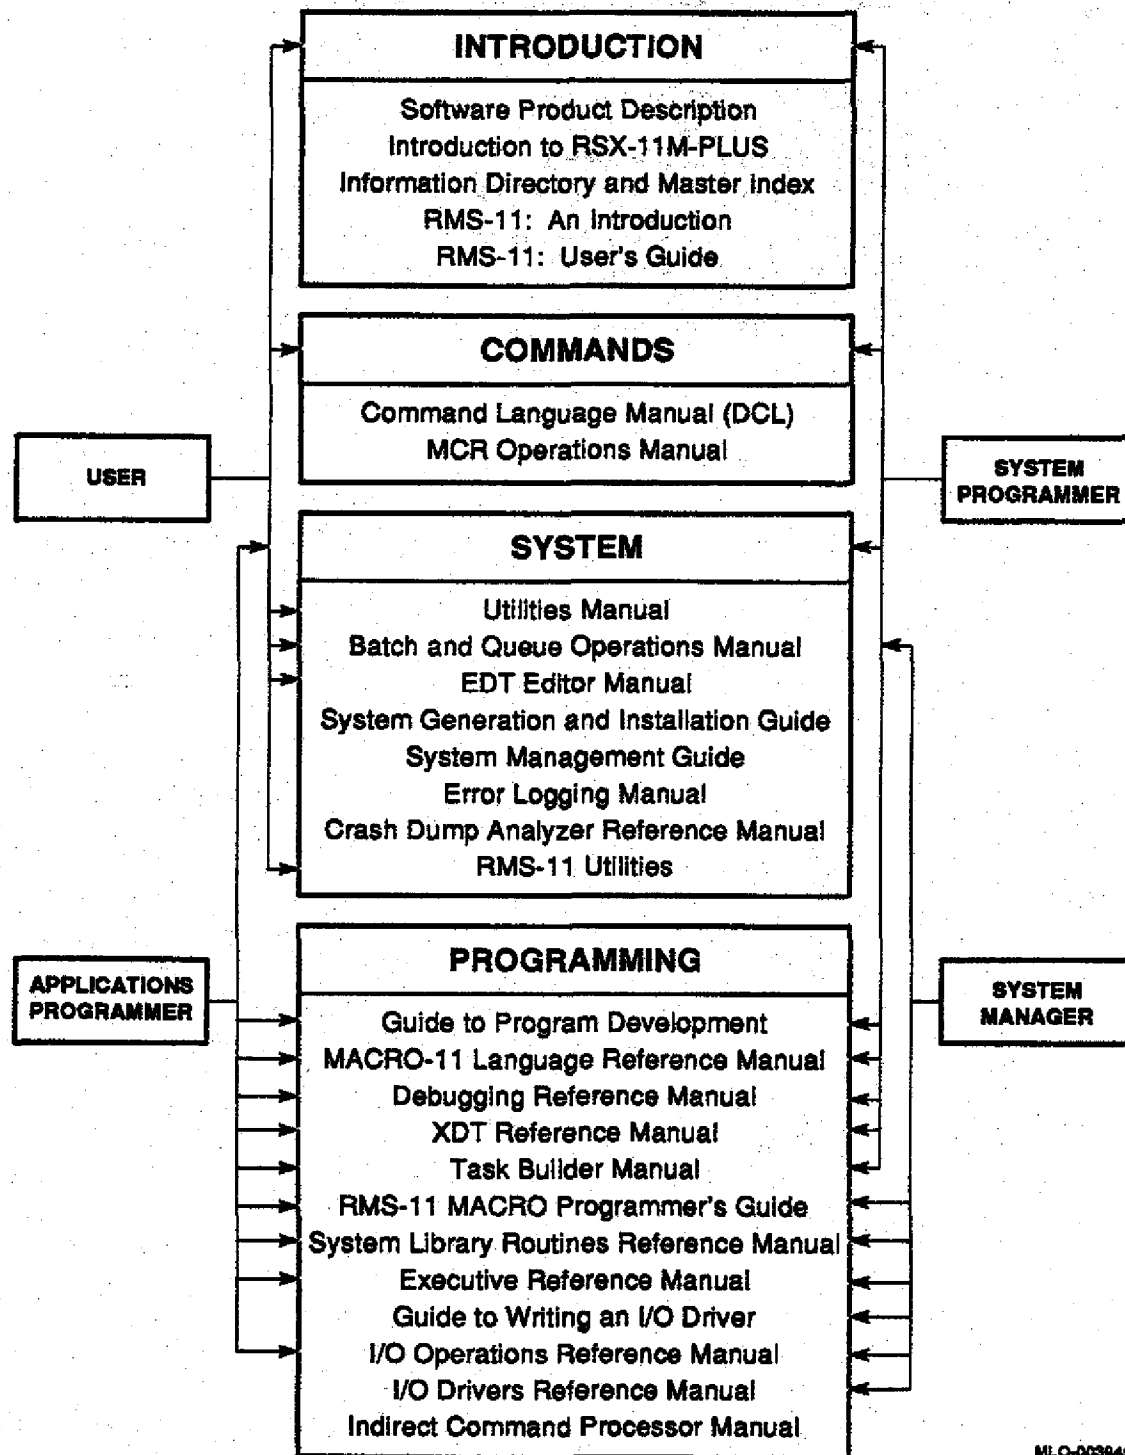 INTRODUCTION
Software Product Description
Introduction to RSX-11M-PLUS
Information Directory and Master Index
RMS-11: An Introduction
RMS-11: User's Guide
COMMANDS
Command Language Manual (DCL)
MCR Operations Manual
USER
SYSTEM
PROGRAMMER
SYSTEM
Utilities Manual
Batch and Queue Operations Manual
EDT Editor Manual
System Generation and Installation Guide
System Management Guide
Error Logging Manual
Crash Dump Analyzer Reference Manual
RMS-11 Utilities
APPLICATIONS
PROGRAMMER
SYSTEM
MANAGER
PROGRAMMING
Guide to Program Development
MACRO-11 Language Reference Manual
Debugging Reference Manual
XDT Reference Manual
Task Builder Manual
RMS-11 MACRO Programmer's Guide
System Library Routines Reference Manual
Executive Reference Manual
Guide to Writing an I/O Driver
I/O Operations Reference Manual
I/O Drivers Reference Manual
Indirect Command Processor Manual